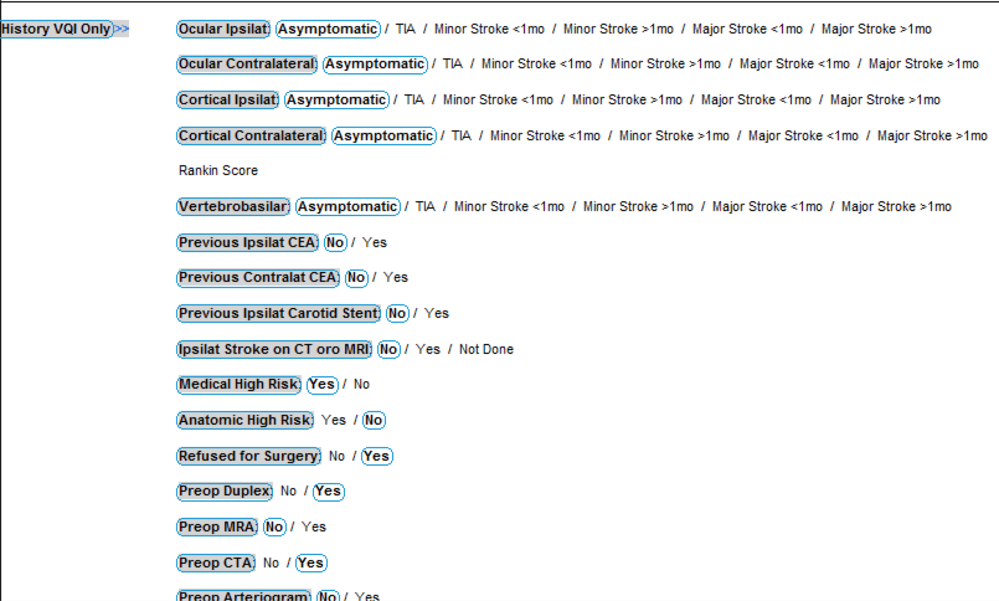 History VQI Only>> Ocular Ipsilat: Asymptomatic / TIA / Minor Stroke <1mo / Minor Stroke >1mo / Major Stroke <1mo / Major Stroke >1mo
Ocular Contralateral: Asymptomatic / TIA / Minor Stroke <1mo / Minor Stroke >1mo / Major Stroke <1mo / Major Stroke >1mo
Cortical Ipsilat: Asymptomatic / TIA / Minor Stroke <1mo / Minor Stroke >1mo / Major Stroke <1mo / Major Stroke >1mo
Cortical Contralateral: Asymptomatic / TIA / Minor Stroke <1mo / Minor Stroke >1mo / Major Stroke <1mo / Major Stroke >1mo
Rankin Score
Vertebrobasilar: Asymptomatic / TIA / Minor Stroke <1mo / Minor Stroke >1mo / Major Stroke <1mo / Major Stroke >1mo
Previous Ipsilat CEA: No / Yes
Previous Contralat CEA: No / Yes
Previous Ipsilat Carotid Stent: No / Yes
Ipsilat Stroke on CT oro MRI: No / Yes / Not Done
Medical High Risk: Yes / No
Anatomic High Risk: Yes / No
Refused for Surgery: No / Yes
Preop Duplex: No / Yes
Preop MRA: No / Yes
Preop CTA: No / Yes
Preop Arteriogram: No / Yes